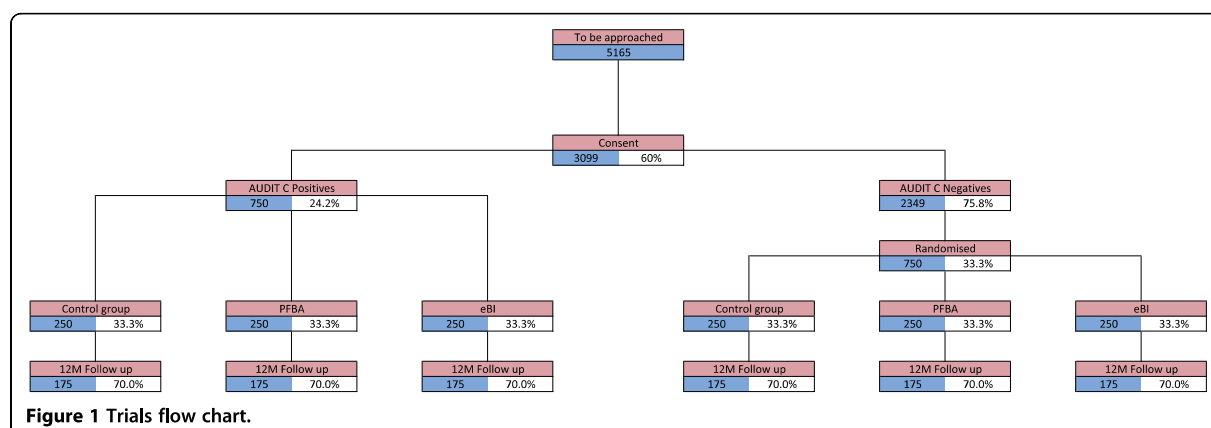 To be approached
5165
Consent
3099 60%
AUDIT C Positives
750 24.2%
AUDIT C Negatives
2349 75.8%
Randomised
750 33.3%
Control group
250 33.3%
PFBA
250 33.3%
eBI
250 33.3%
Control group
250 33.3%
PFBA
250 33.3%
eBI
250 33.3%
12M Follow up
175 70.0%
12M Follow up
175 70.0%
12M Follow up
175 70.0%
12M Follow up
175 70.0%
12M Follow up
175 70.0%
12M Follow up
175 70.0%
Figure 1 Trials flow chart.